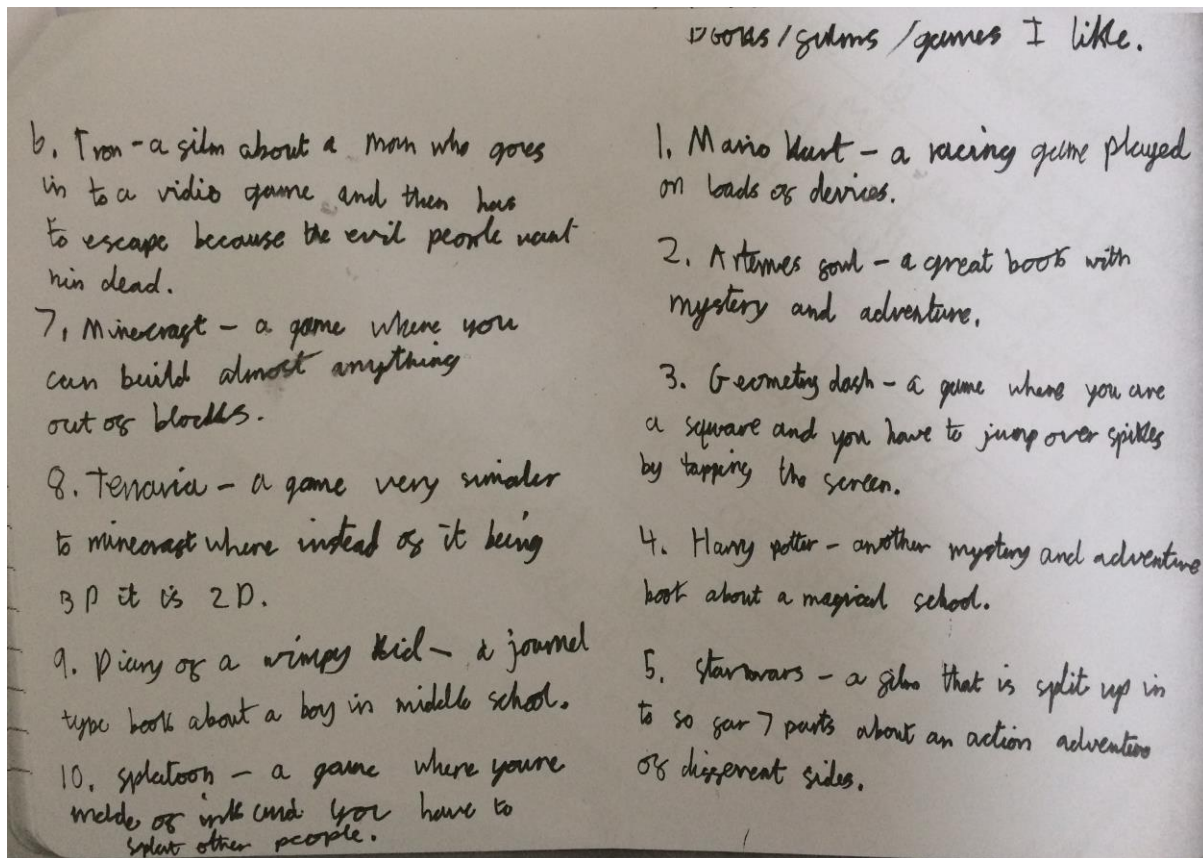 Books/films/games I like.
1. Mario Kart - a racing game played
on loads of devices.
2. Artemes foul - a great book with
mystery and adventure.
3. Geometry dash - a game where you are
a square and you have to jump over spikes
by tapping the screen.
4. Harry potter - another mystery and adventure
book about a magical school.
5. starwars - a film that is split up in
to so far 7 parts about an action adventure
of different sides.
6. Tron - a film about a man who goes
in to a vidio game and then has
to escape because the evil people want
him dead.
7. Minecraft - a game where you
can build almost anything
out of blocks.
8. Terraria - a game very simaler
to minecraft where instead of it being
3D it is 2D.
9. Diary of a wimpy kid - a journel
type book about a boy in middle school.
10. splatoon - a game where youre
made of ink and you have to
splat other people.